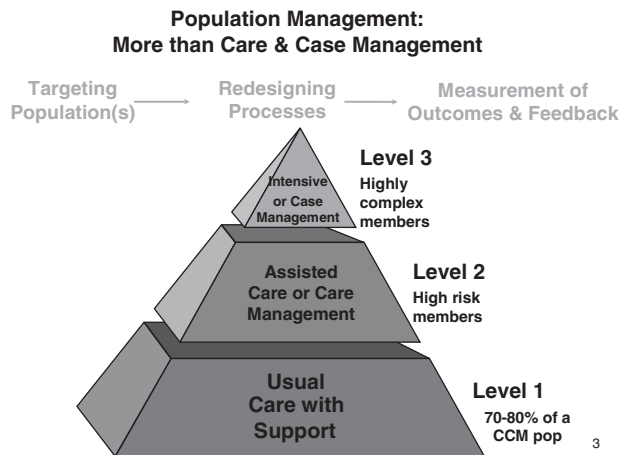 Population Management:
More than Care & Case Management
Targeting
Population(s)
Redesigning
Processes
Measurement of
Outcomes & Feedback
Intensive
or Case
Management
Level 3
Highly
complex
members
Assisted
Care or Care
Management
Level 2
High risk
members
Usual
Care with
Support
Level 1
70-80% of a
CCM pop
3